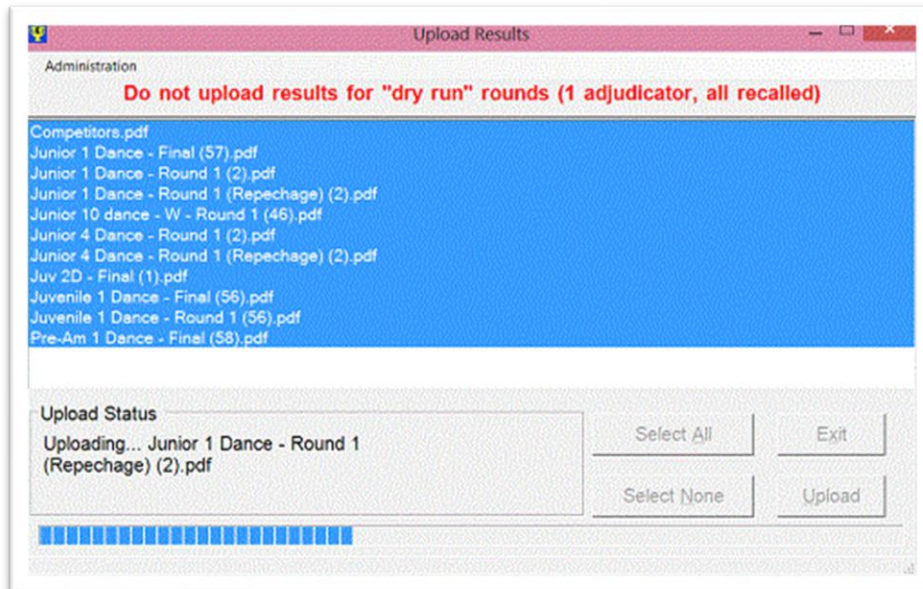 Upload Results
Administration
Do not upload results for "dry run" rounds (1 adjudicator, all recalled)
Competitors.pdf
Junior 1 Dance - Final (57).pdf
Junior 1 Dance - Round 1 (2).pdf
Junior 1 Dance - Round 1 (Repechage) (2).pdf
Junior 10 dance - W - Round 1 (46).pdf
Junior 4 Dance - Round 1 (2).pdf
Junior 4 Dance - Round 1 (Repechage) (2).pdf
Juv 2D - Final (1).pdf
Juvenile 1 Dance - Final (56).pdf
Juvenile 1 Dance - Round 1 (56).pdf
Pre-Am 1 Dance - Final (58).pdf
Upload Status
Uploading... Junior 1 Dance - Round 1
(Repechage) (2).pdf
Select All
Exit
Select None
Upload